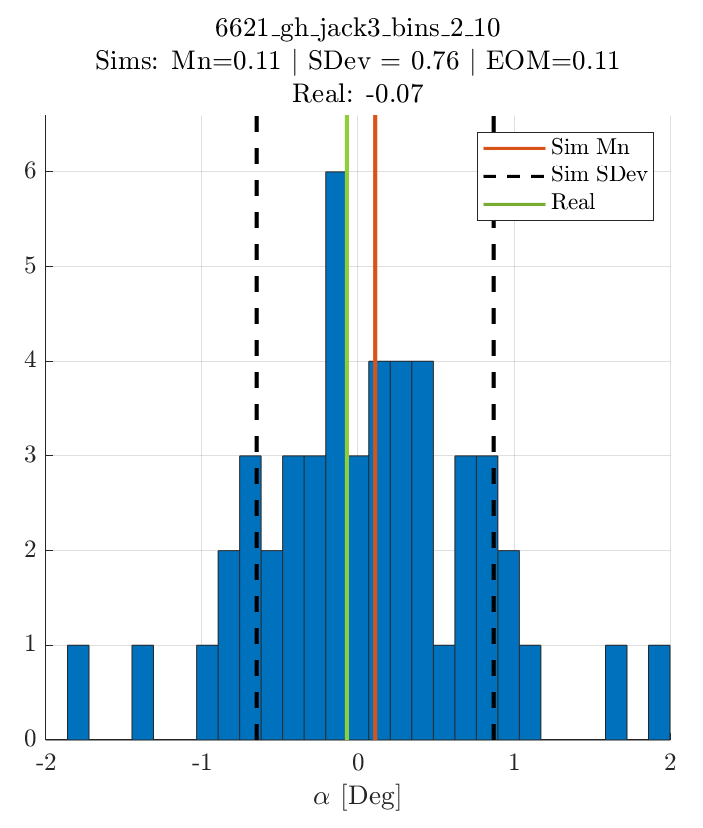 6621_gh_jack3_bins_2_10
Sims: Mn=0.11 | SDev = 0.76 | EOM=0.11
Real: -0.07
Sim Mn
Sim SDev
Real
6
5
4
3
2
1
0
-2 -1 0 1 2
α [Deg]